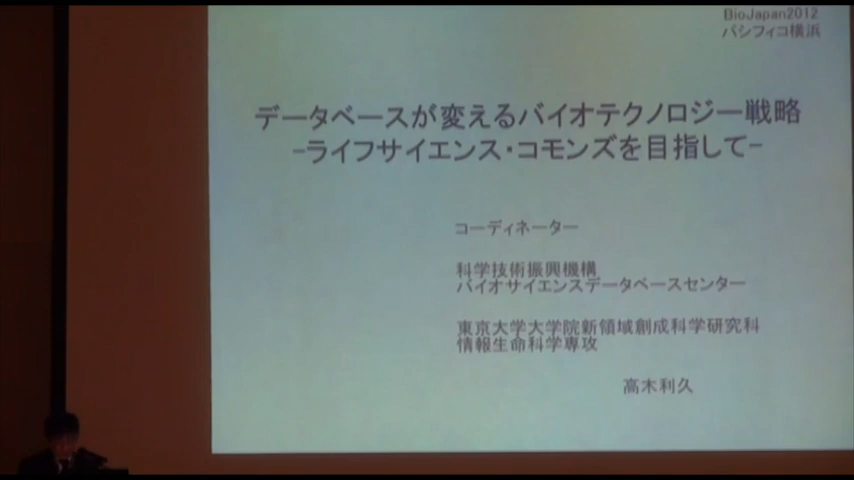 BioJapan2012
パシフィコ横浜
データベースが変えるバイオテクノロジー戦略
-ライフサイエンス・コモンズを目指して-
コーディネーター
科学技術振興機構
バイオサイエンスデータベースセンター
東京大学大学院新領域創成科学研究科
情報生命科学専攻
高木利久